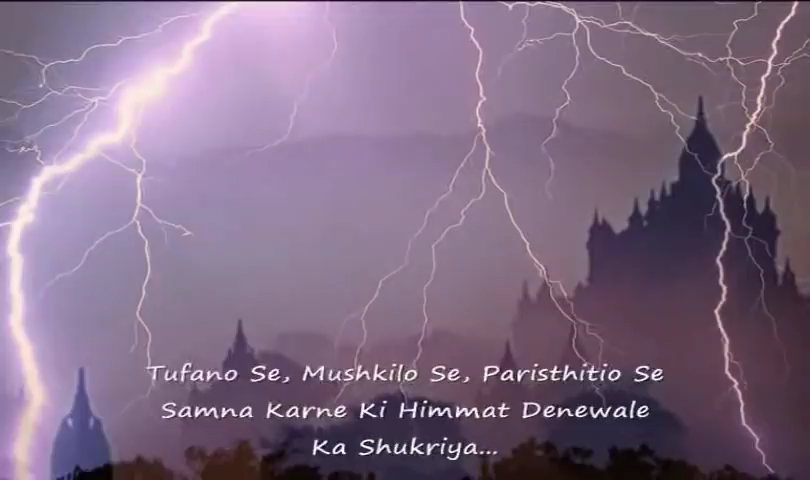 Tufano Se, Mushkilo Se, Paristhitio Se
Samna Karne Ki Himmat Denewale
Ka Shukriya...